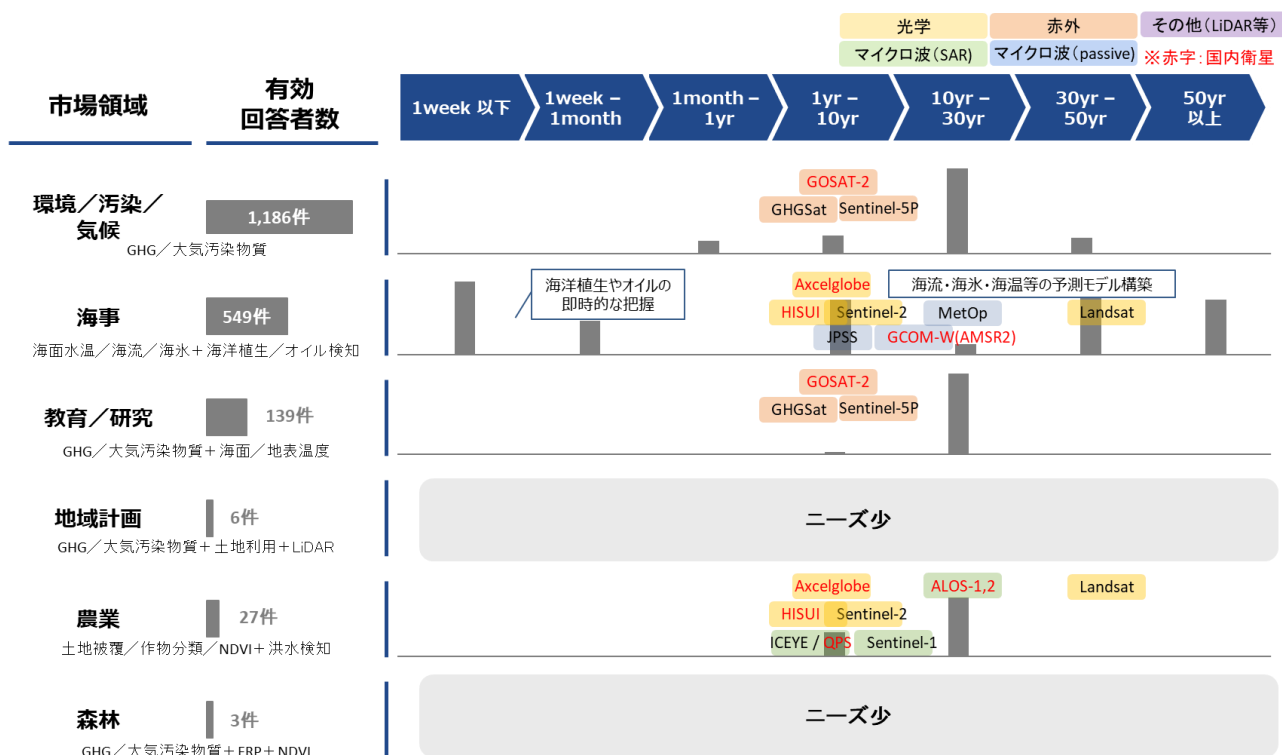 光学
赤外
その他(LiDAR等)
マイクロ波(SAR)
マイクロ波(passive)
※赤字:国内衛星
市場領域
有効
回答者数
1week 以下
1week –
1month
1month –
1yr
1yr –
10yr
10yr –
30yr
30yr –
50yr
50yr
以上
環境/汚染/
気候
1,186件
GHG/大気汚染物質
GOSAT-2
GHGSat
Sentinel-5P
海事
549件
海面水温/海流/海氷+海洋植生/オイル検知
海洋植生やオイルの
即時的な把握
Axcelglobe
海流・海氷・海温等の予測モデル構築
HISUI
Sentinel-2
MetOp
Landsat
JPSS
GCOM-W(AMSR2)
教育/研究
139件
GHG/大気汚染物質+海面/地表温度
GOSAT-2
GHGSat
Sentinel-5P
地域計画
6件
GHG/大気汚染物質+土地利用+LiDAR
ニーズ少
農業
27件
土地被覆/作物分類/NDVI+洪水検知
Axcelglobe
ALOS-1,2
Landsat
HISUI
Sentinel-2
ICEYE / QPS
Sentinel-1
森林
3件
GHG/大気汚染物質+FRP+NDVI
ニーズ少